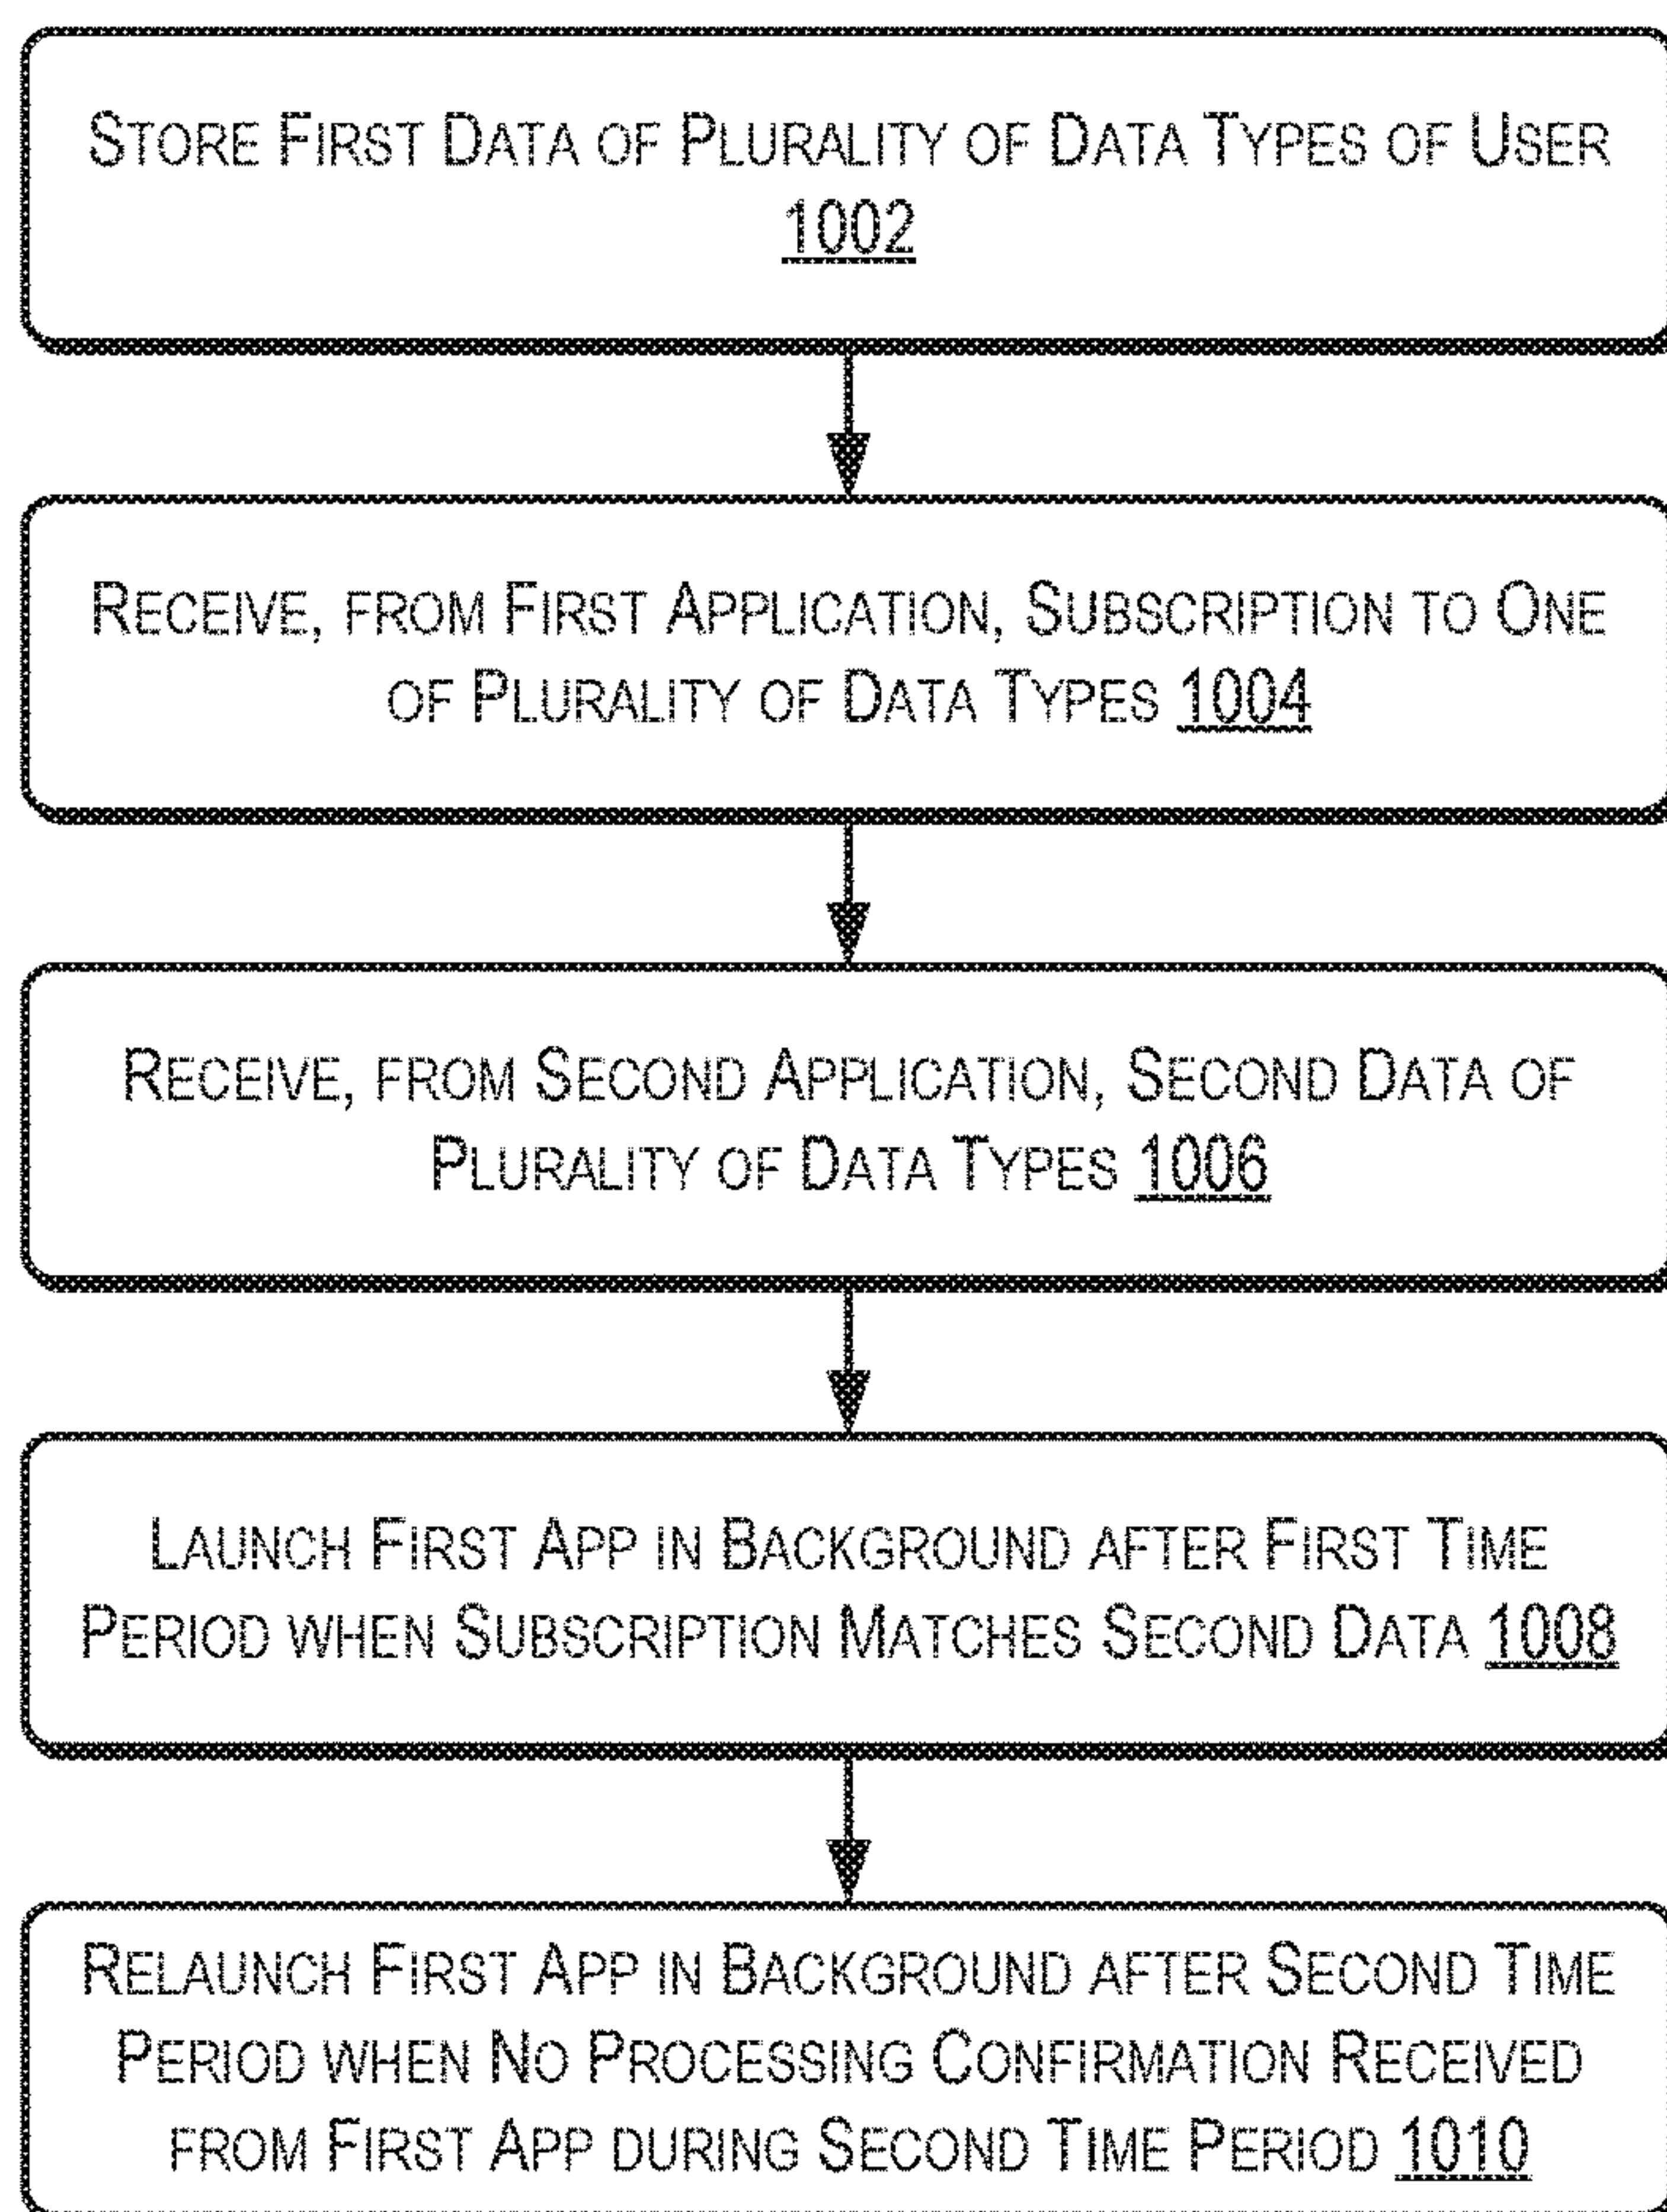 STORE FIRST DATA OF PLURALITY OF DATA TYPES OF USER
1002
RECEIVE, FROM FIRST APPLICATION, SUBSCRIPTION TO ONE
OF PLURALITY OF DATA TYPES 1004
RECEIVE, FROM SECOND APPLICATION, SECOND DATA OF
PLURALITY OF DATA TYPES 1006
LAUNCH FIRST APP IN BACKGROUND AFTER FIRST TIME
PERIOD WHEN SUBSCRIPTION MATCHES SECOND DATA 1008
RELAUNCH FIRST APP IN BACKGROUND AFTER SECOND TIME
PERIOD WHEN NO PROCESSING CONFIRMATION RECEIVED
FROM FIRST APP DURING SECOND TIME PERIOD 1010